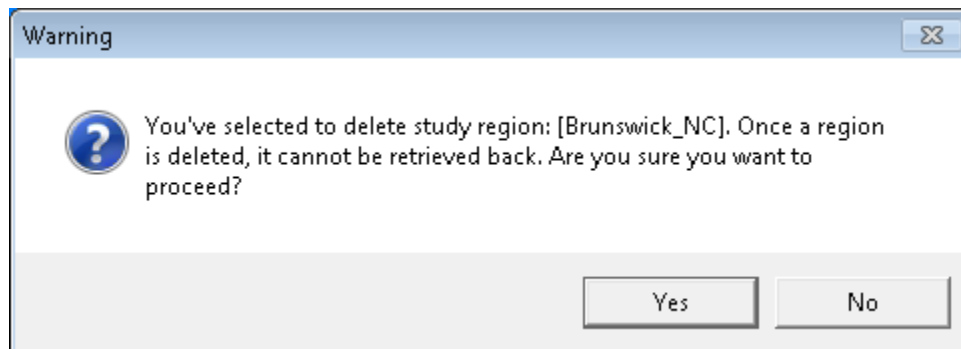 Warning
You've selected to delete study region: [Brunswick_NC]. Once a region
is deleted, it cannot be retrieved back. Are you sure you want to
proceed?
Yes
No